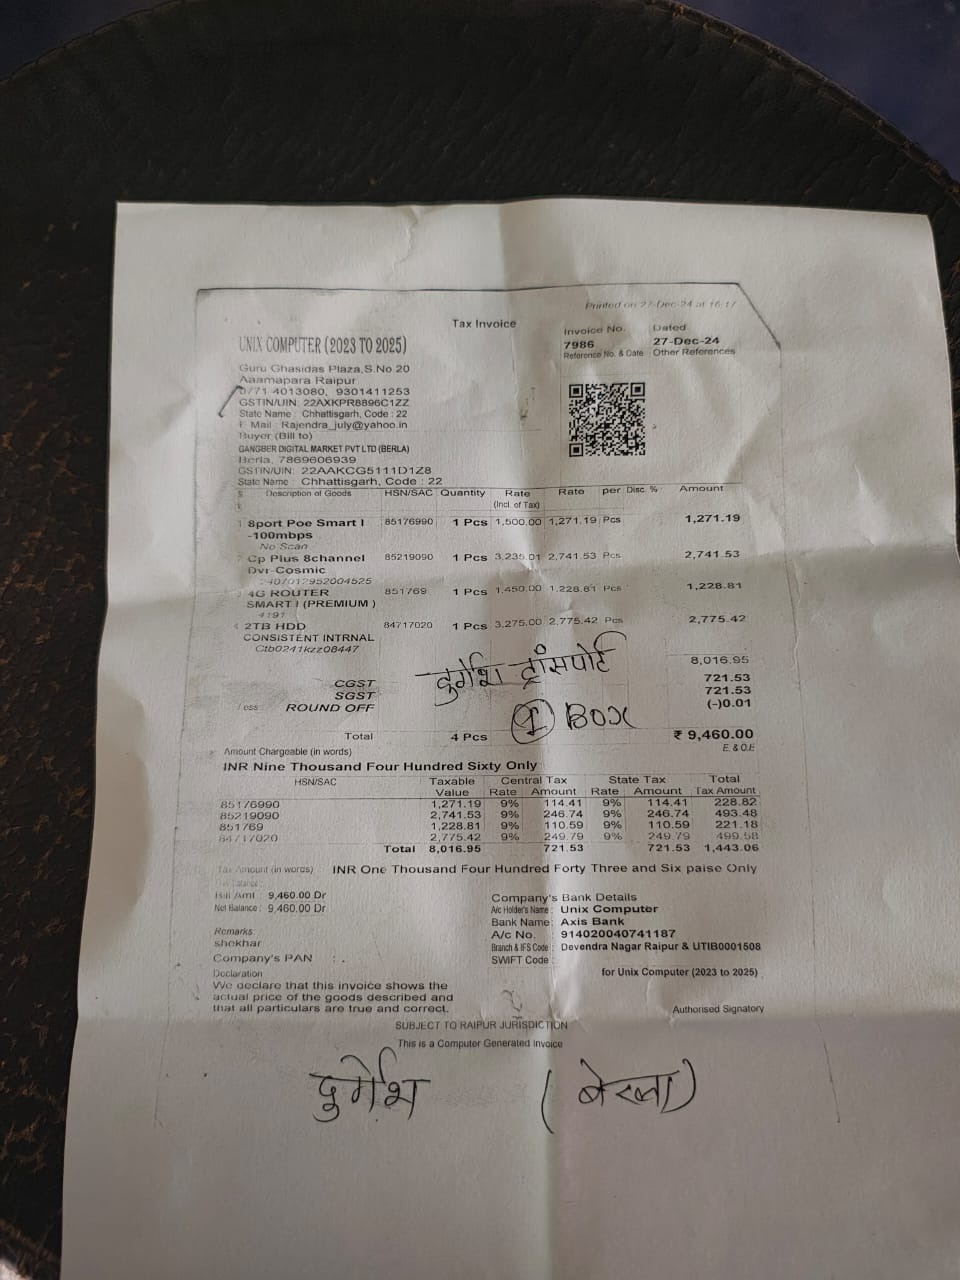 Printed on 27-Dec-24 at 16:17
Tax Invoice
UNIX COMPUTER (2023 TO 2025)
Guru Ghasidas Plaza,S.No 20
Aaamapara Raipur
0771 4013080, 9301411253
GSTIN/UIN: 22AXKPR8896C1ZZ
State Name : Chhattisgarh, Code : 22
E-Mail : Rajendra_july@yahoo.in
Invoice No. Dated
7986 27-Dec-24
Reference No. & Date Other References
Buyer (Bill to)
GANGBER DIGITAL MARKET PVT LTD (BERLA)
Berla, 7869606939
GSTIN/UIN: 22AAKCG5111D1Z8
State Name : Chhattisgarh, Code : 22
Description of Goods HSN/SAC Quantity Rate Rate per Disc. % Amount
(Incl. of Tax)
1 8port Poe Smart I 85176990 1 Pcs 1,500.00 1,271.19 Pcs 1,271.19
-100mbps
No Scan
Cp Plus 8channel 85219090 1 Pcs 3,235.01 2,741.53 Pcs 2,741.53
Dvr-Cosmic
4G ROUTER 851769 1 Pcs 1,450.00 1,228.81 Pcs 1,228.81
SMART I (PREMIUM )
4191
4 2TB HDD 84717020 1 Pcs 3,275.00 2,775.42 Pcs 2,775.42
CONSISTENT INTRNAL
Ctb0241kzz08447
8,016.95
दुर्गेश ट्रांसपोर्ट
CGST 721.53
SGST 721.53
Less : ROUND OFF (-)0.01
1 BOX
Total 4 Pcs ₹ 9,460.00
Amount Chargeable (in words) E. & O.E
INR Nine Thousand Four Hundred Sixty Only
HSN/SAC Taxable Central Tax State Tax Total
Value Rate Amount Rate Amount Tax Amount
85176990 1,271.19 9% 114.41 9% 114.41 228.82
85219090 2,741.53 9% 246.74 9% 246.74 493.48
851769 1,228.81 9% 110.59 9% 110.59 221.18
84717020 2,775.42 9% 249.79 9% 249.79 499.58
Total 8,016.95 721.53 721.53 1,443.06
Tax Amount (in words) INR One Thousand Four Hundred Forty Three and Six paise Only
Bill Amt : 9,460.00 Dr
Net Balance : 9,460.00 Dr
Company's Bank Details
A/c Holder's Name : Unix Computer
Bank Name : Axis Bank
A/c No. : 914020040741187
Branch & IFS Code : Devendra Nagar Raipur & UTIB0001508
SWIFT Code :
Remarks:
shekhar
Company's PAN :
Declaration
We declare that this invoice shows the
actual price of the goods described and
that all particulars are true and correct.
for Unix Computer (2023 to 2025)
Authorised Signatory
SUBJECT TO RAIPUR JURISDICTION
This is a Computer Generated Invoice
दुर्गेश (बेरला)